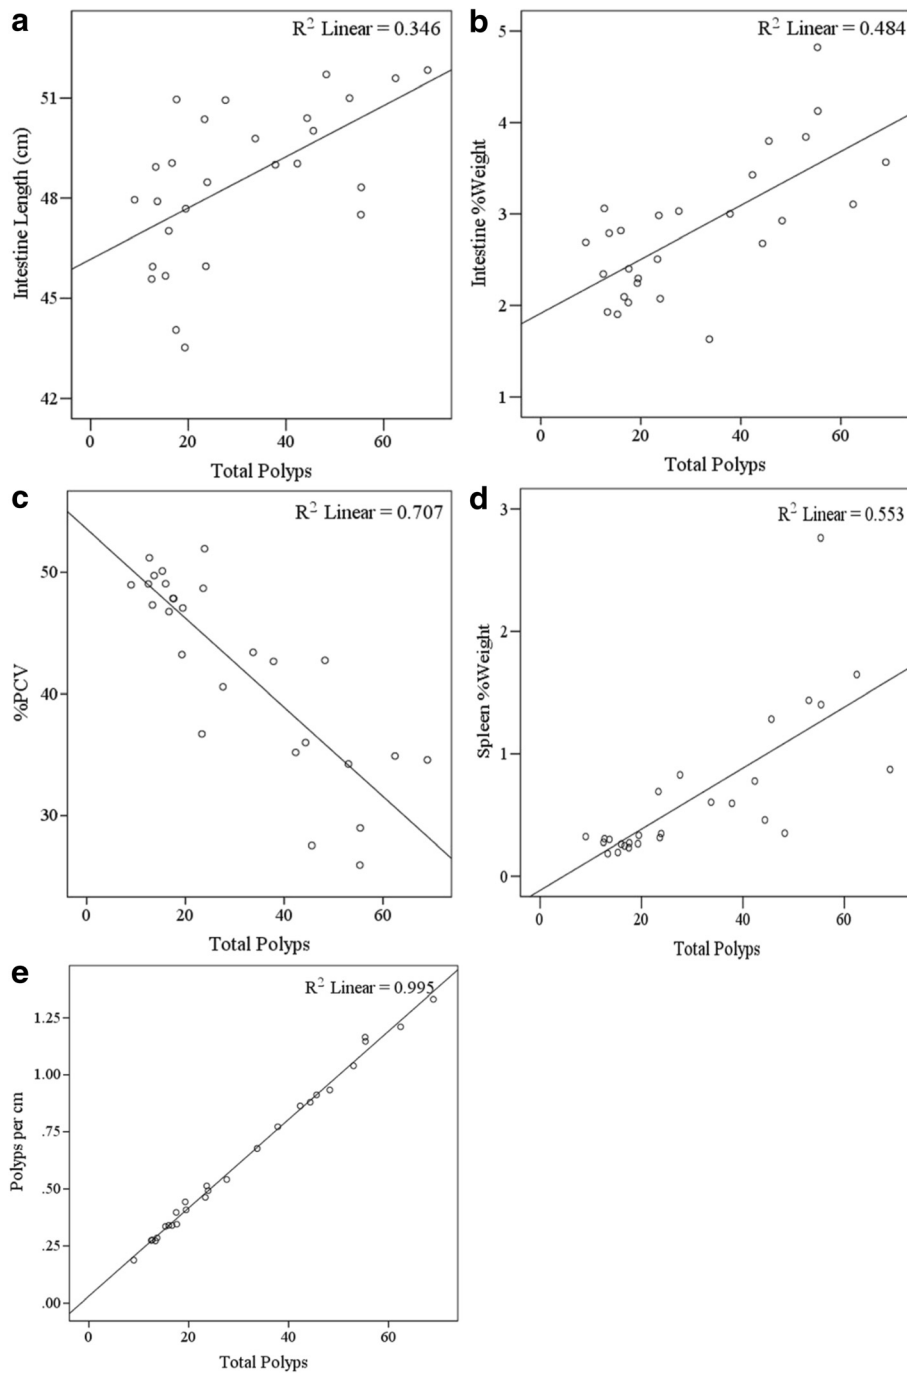 a
R² Linear = 0.346
Intestine Length (cm)
51
48
45
42
0 20 40 60
Total Polyps
b
R² Linear = 0.484
Intestine %Weight
5
4
3
2
1
0 20 40 60
Total Polyps
c
R² Linear = 0.707
%PCV
50
40
30
0 20 40 60
Total Polyps
d
R² Linear = 0.553
Spleen %Weight
3
2
1
0
0 20 40 60
Total Polyps
e
R² Linear = 0.995
Polyps per cm
1.25
1.00
.75
.50
.25
.00
0 20 40 60
Total Polyps